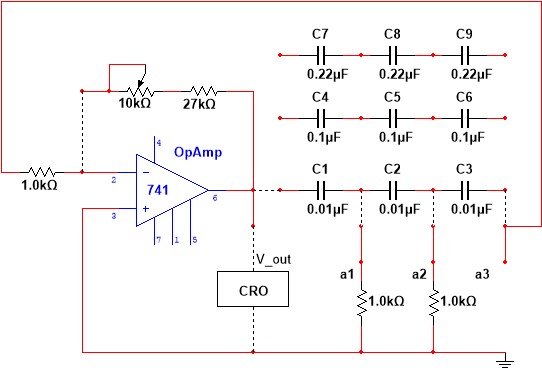 C7 C8 C9
0.22µF 0.22µF 0.22µF
10kΩ 27kΩ
C4 C5 C6
0.1µF 0.1µF 0.1µF
4
OpAmp
1.0kΩ
2
741
6
3
7 1 5
C1 C2 C3
0.01µF 0.01µF 0.01µF
V_out
CRO
a1 a2 a3
1.0kΩ 1.0kΩ